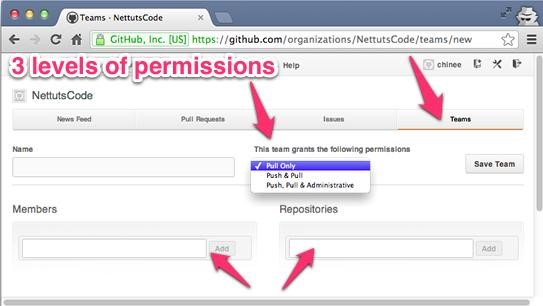 Teams · NettutsCode
GitHub, Inc. [US] https://github.com/organizations/NettutsCode/teams/new
3 levels of permissions
Help
chinee
NettutsCode
News Feed
Pull Requests
Issues
Teams
Name
This team grants the following permissions
✓ Pull Only
Push & Pull
Push, Pull & Administrative
Save Team
Members
Repositories
Add
Add